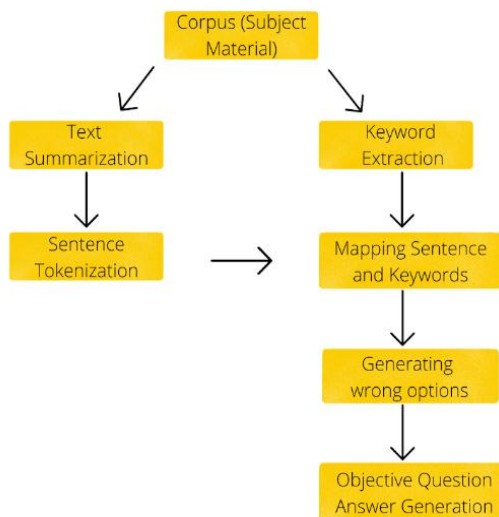 Corpus (Subject
Material)
Text
Summarization
Keyword
Extraction
Sentence
Tokenization
Mapping Sentence
and Keywords
Generating
wrong options
Objective Question
Answer Generation